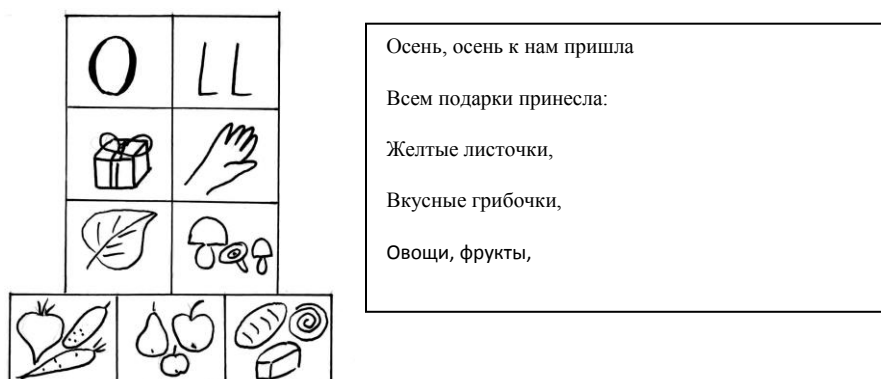 О LL
Осень, осень к нам пришла
Всем подарки принесла:
Желтые листочки,
Вкусные грибочки,
Овощи, фрукты,